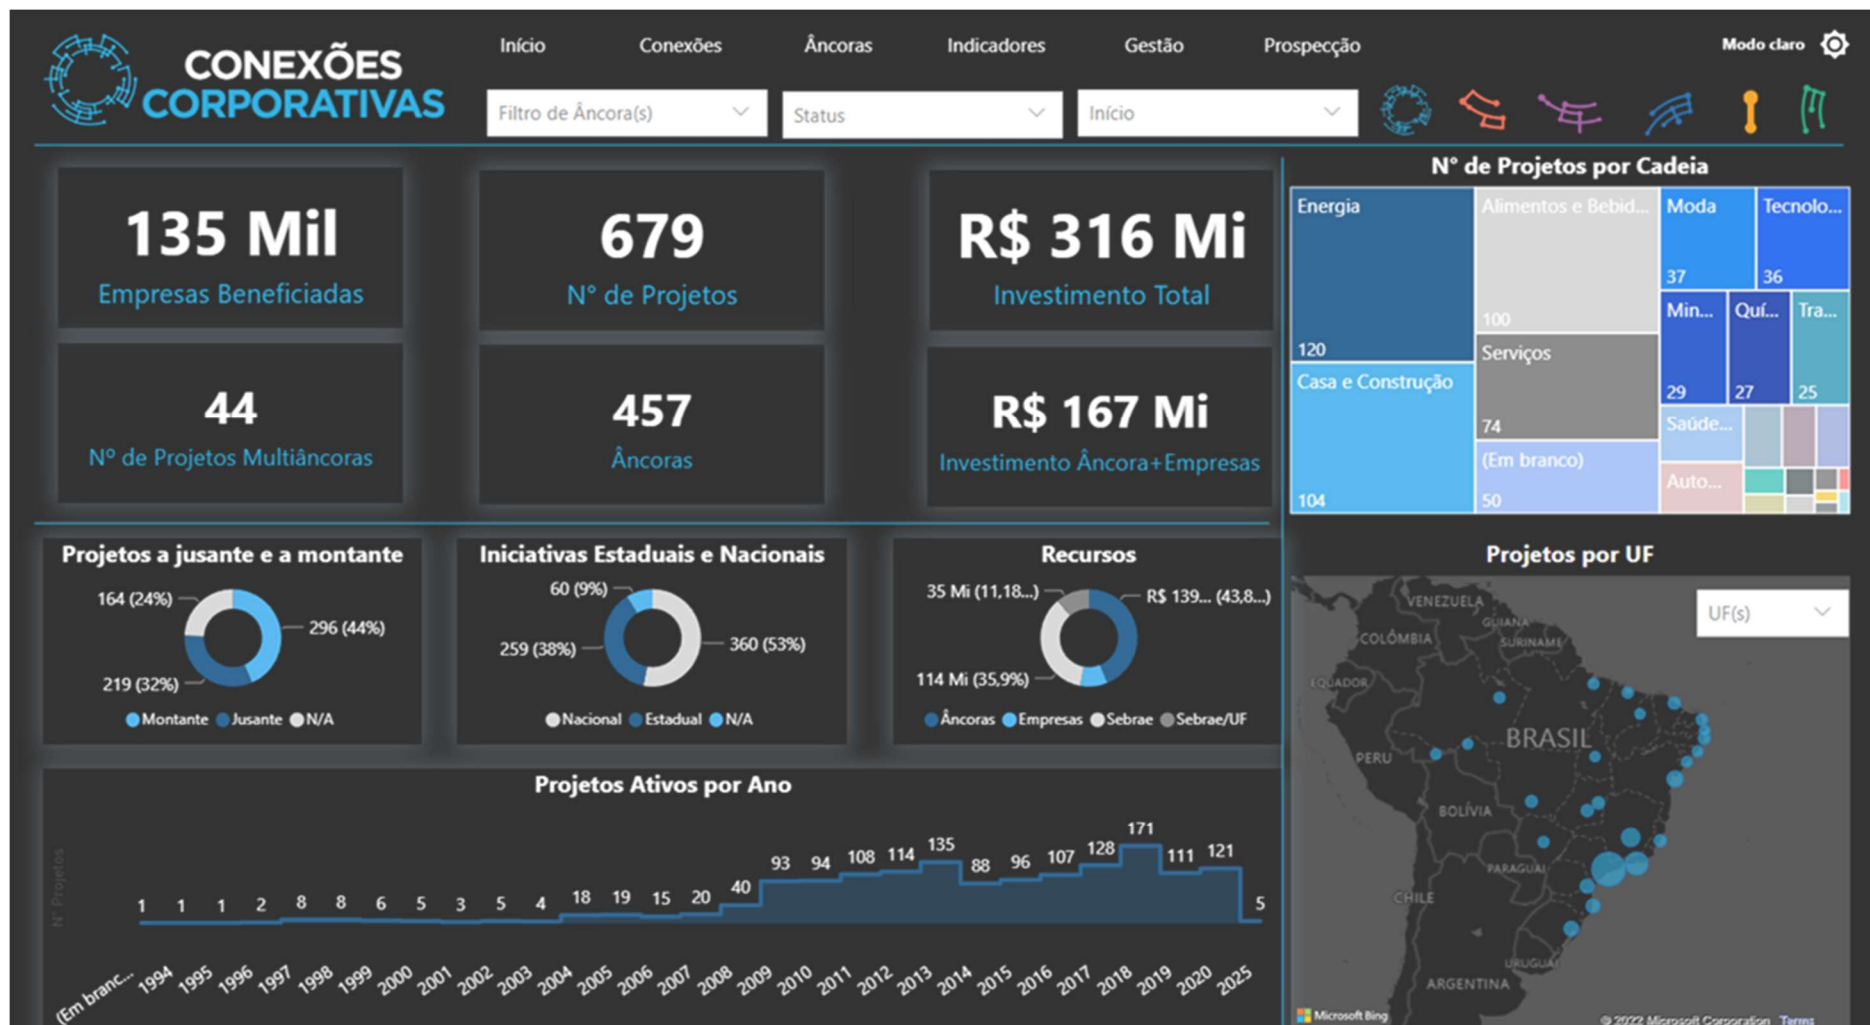 CONEXÕES
CORPORATIVAS
Início
Conexões
Âncoras
Indicadores
Gestão
Prospecção
Modo claro
Filtro de Âncora(s)
Status
Início
135 Mil
Empresas Beneficiadas
679
N° de Projetos
R$ 316 Mi
Investimento Total
44
Nº de Projetos Multiâncoras
457
Âncoras
R$ 167 Mi
Investimento Âncora+Empresas
N° de Projetos por Cadeia
Energia
120
Alimentos e Bebid...
100
Moda
37
Tecnolo...
36
Casa e Construção
104
Serviços
74
(Em branco)
50
Min...
29
Quí...
27
Tra...
25
Saúde...
Auto...
Projetos a jusante e a montante
164 (24%)
296 (44%)
219 (32%)
Montante Jusante N/A
Iniciativas Estaduais e Nacionais
60 (9%)
259 (38%)
360 (53%)
Nacional Estadual N/A
Recursos
35 Mi (11,18...)
R$ 139... (43,8...)
114 Mi (35,9%)
Âncoras Empresas Sebrae Sebrae/UF
Projetos Ativos por Ano
N° Projetos
1 1 1 2 8 8 6 5 3 5 4 18 19 15 20 40 93 94 108 114 135 88 96 107 128 171 111 121 5
(Em branc... 1994 1995 1996 1997 1998 1999 2000 2001 2002 2003 2004 2005 2006 2007 2008 2009 2010 2011 2012 2013 2014 2015 2016 2017 2018 2019 2020 2025
Projetos por UF
UF(s)
VENEZUELA
GUIANA
SURINAME
COLÔMBIA
EQUADOR
BRASIL
PERU
BOLÍVIA
PARAGUAI
CHILE
URUGUAI
ARGENTINA
Microsoft Bing
© 2022 Microsoft Corporation Terms